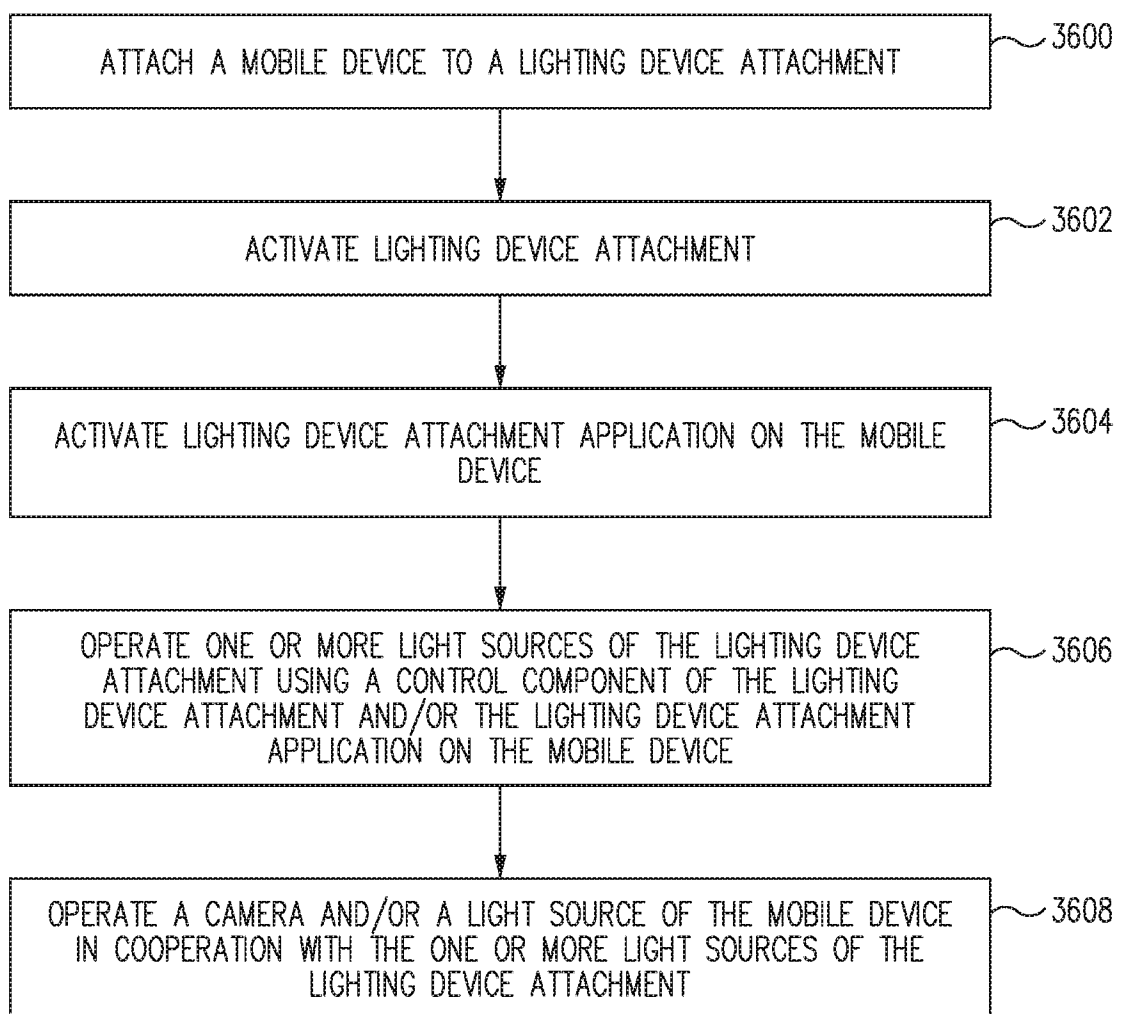 ATTACH A MOBILE DEVICE TO A LIGHTING DEVICE ATTACHMENT
3600
ACTIVATE LIGHTING DEVICE ATTACHMENT
3602
ACTIVATE LIGHTING DEVICE ATTACHMENT APPLICATION ON THE MOBILE
DEVICE
3604
OPERATE ONE OR MORE LIGHT SOURCES OF THE LIGHTING DEVICE
ATTACHMENT USING A CONTROL COMPONENT OF THE LIGHTING
DEVICE ATTACHMENT AND/OR THE LIGHTING DEVICE ATTACHMENT
APPLICATION ON THE MOBILE DEVICE
3606
OPERATE A CAMERA AND/OR A LIGHT SOURCE OF THE MOBILE DEVICE
IN COOPERATION WITH THE ONE OR MORE LIGHT SOURCES OF THE
LIGHTING DEVICE ATTACHMENT
3608